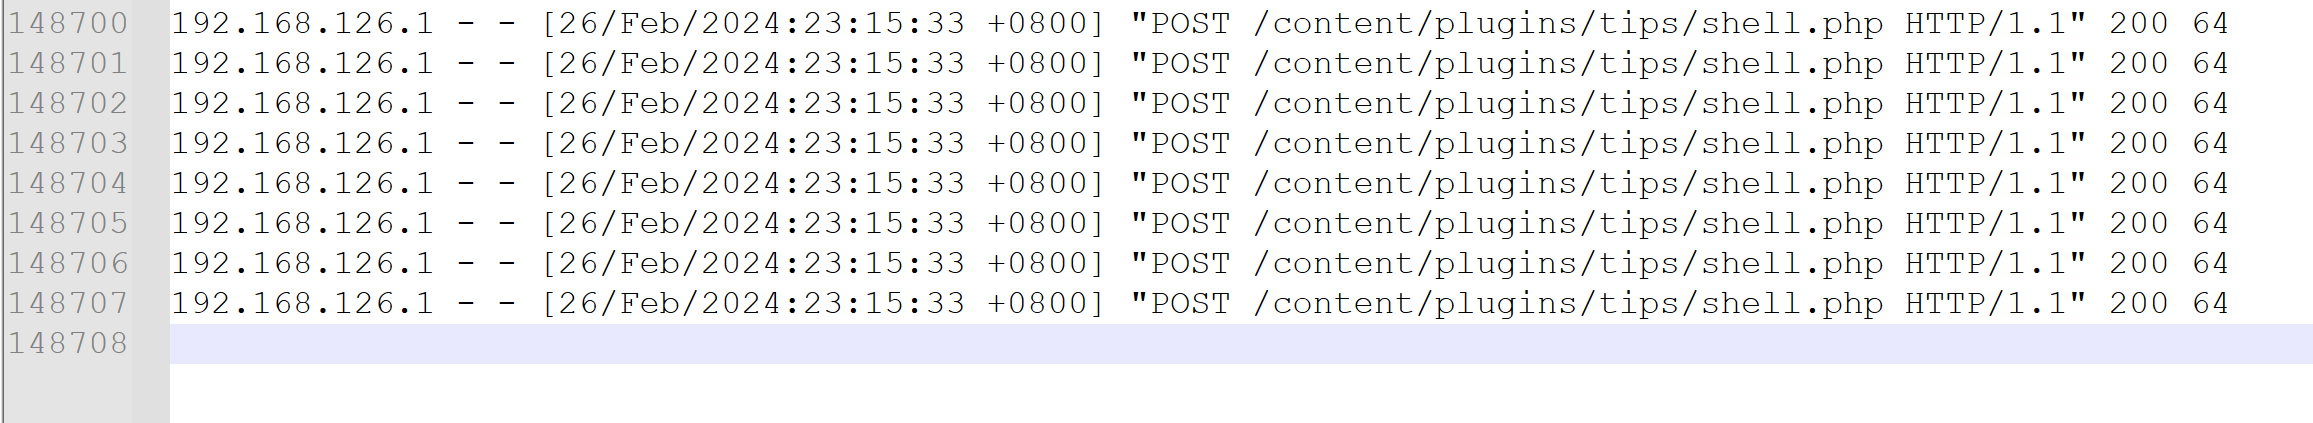 148700 192.168.126.1 - - [26/Feb/2024:23:15:33 +0800] "POST /content/plugins/tips/shell.php HTTP/1.1" 200 64
148701 192.168.126.1 - - [26/Feb/2024:23:15:33 +0800] "POST /content/plugins/tips/shell.php HTTP/1.1" 200 64
148702 192.168.126.1 - - [26/Feb/2024:23:15:33 +0800] "POST /content/plugins/tips/shell.php HTTP/1.1" 200 64
148703 192.168.126.1 - - [26/Feb/2024:23:15:33 +0800] "POST /content/plugins/tips/shell.php HTTP/1.1" 200 64
148704 192.168.126.1 - - [26/Feb/2024:23:15:33 +0800] "POST /content/plugins/tips/shell.php HTTP/1.1" 200 64
148705 192.168.126.1 - - [26/Feb/2024:23:15:33 +0800] "POST /content/plugins/tips/shell.php HTTP/1.1" 200 64
148706 192.168.126.1 - - [26/Feb/2024:23:15:33 +0800] "POST /content/plugins/tips/shell.php HTTP/1.1" 200 64
148707 192.168.126.1 - - [26/Feb/2024:23:15:33 +0800] "POST /content/plugins/tips/shell.php HTTP/1.1" 200 64
148708